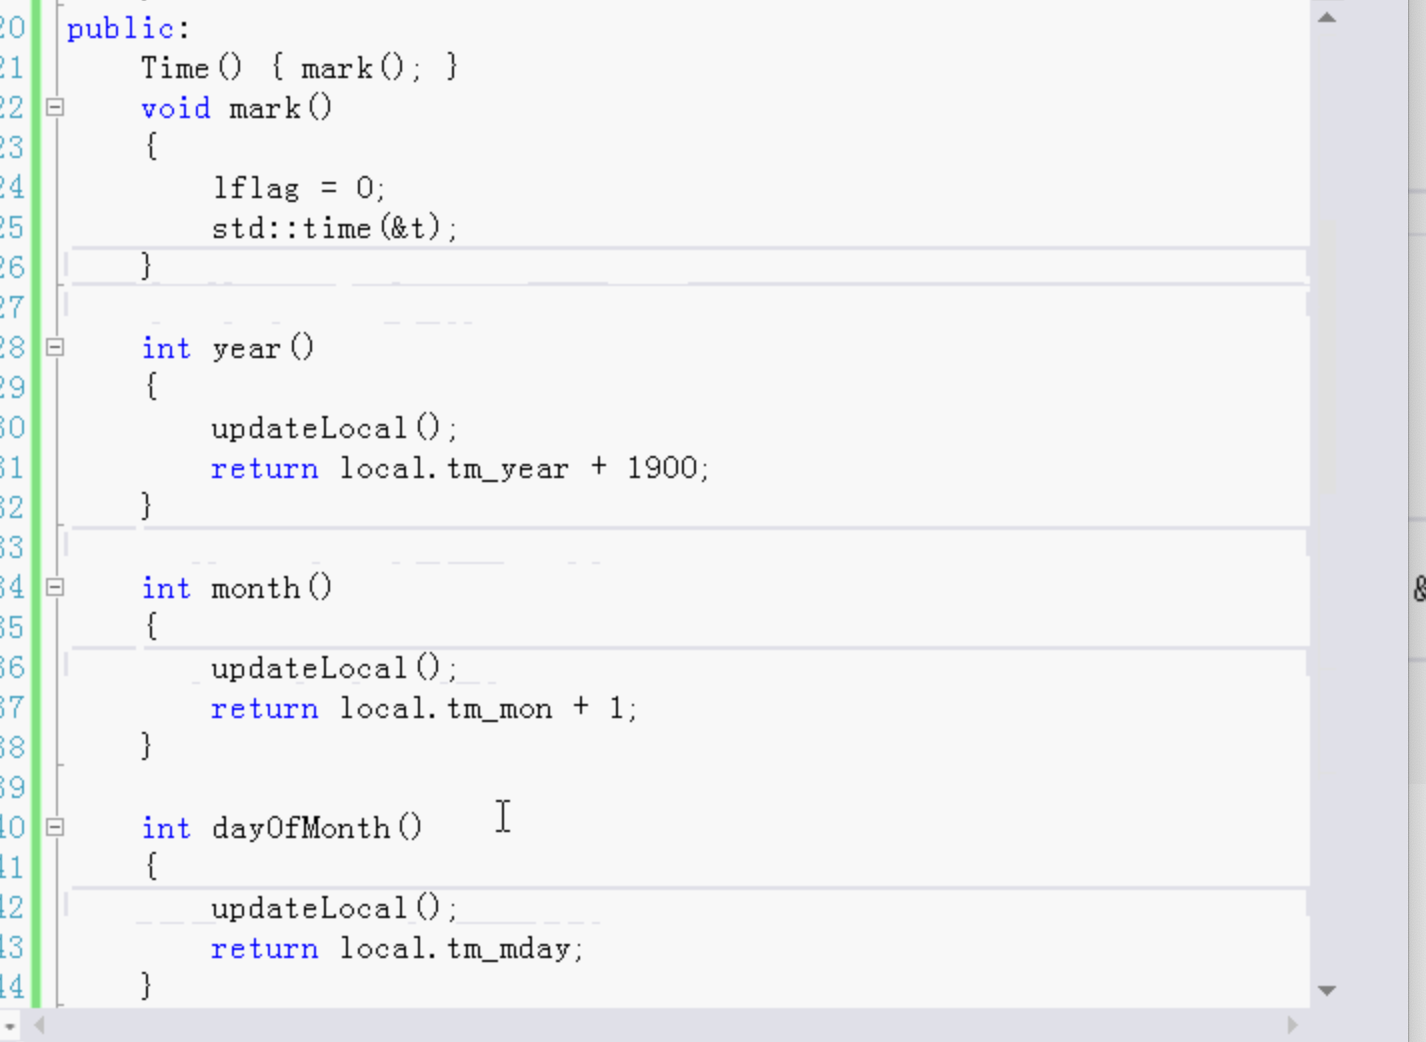 20 public:
21 Time() { mark(); }
22 void mark()
23 {
24 lflag = 0;
25 std::time(&t);
26 }
27
28 int year()
29 {
30 updateLocal();
31 return local.tm_year + 1900;
32 }
33
34 int month()
35 {
36 updateLocal();
37 return local.tm_mon + 1;
38 }
39
40 int dayOfMonth()
41 {
42 updateLocal();
43 return local.tm_mday;
44 }
&